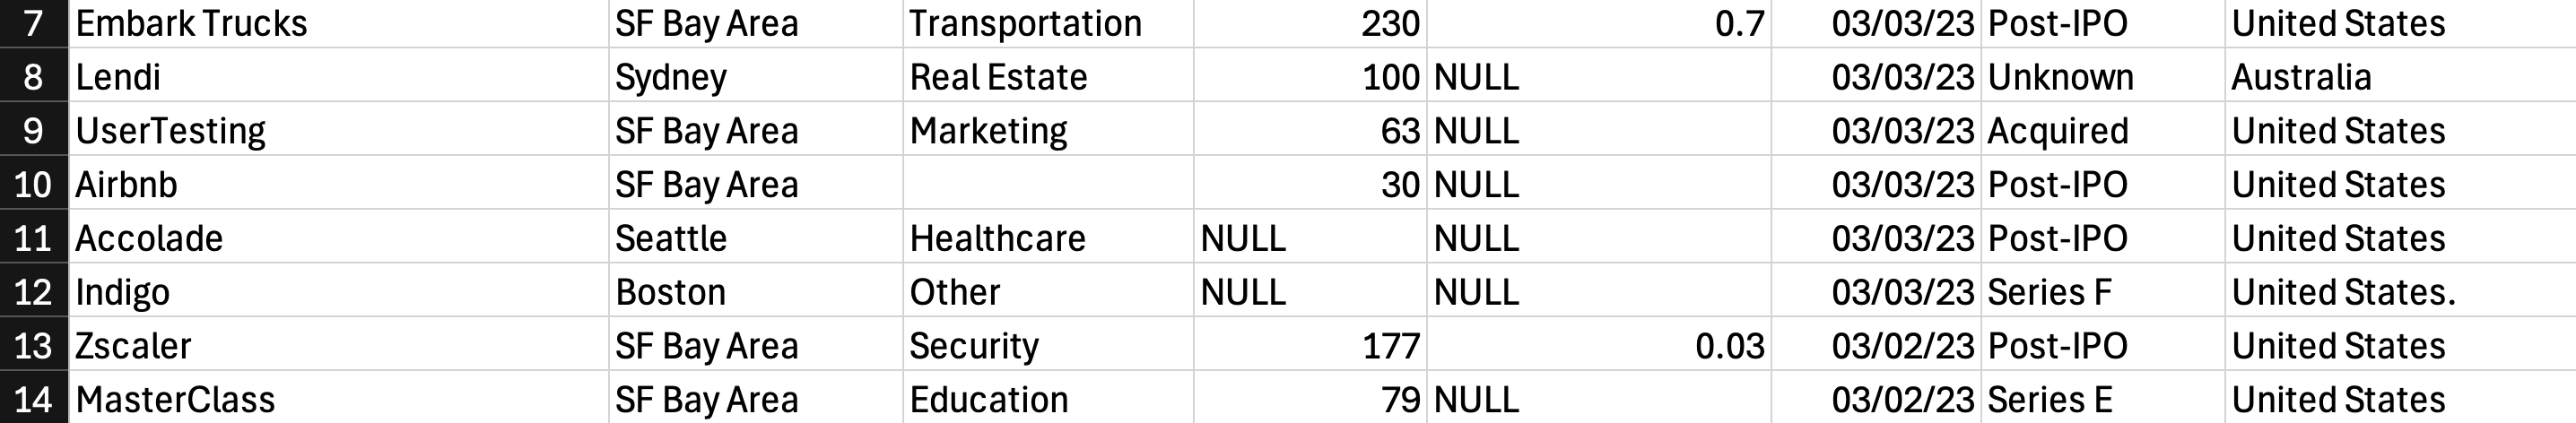 7 Embark Trucks SF Bay Area Transportation 230 0.7 03/03/23 Post-IPO United States
8 Lendi Sydney Real Estate 100 NULL 03/03/23 Unknown Australia
9 UserTesting SF Bay Area Marketing 63 NULL 03/03/23 Acquired United States
10 Airbnb SF Bay Area 30 NULL 03/03/23 Post-IPO United States
11 Accolade Seattle Healthcare NULL NULL 03/03/23 Post-IPO United States
12 Indigo Boston Other NULL NULL 03/03/23 Series F United States.
13 Zscaler SF Bay Area Security 177 0.03 03/02/23 Post-IPO United States
14 MasterClass SF Bay Area Education 79 NULL 03/02/23 Series E United States